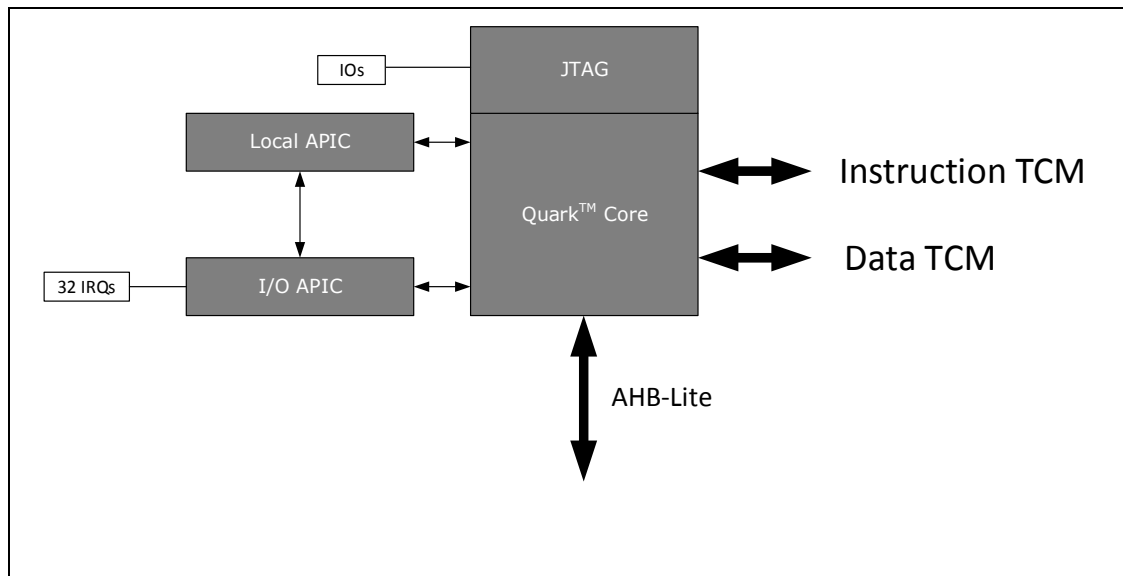 IOs
JTAG
Local APIC
Instruction TCM
Quark™ Core
Data TCM
32 IRQs
I/O APIC
AHB-Lite